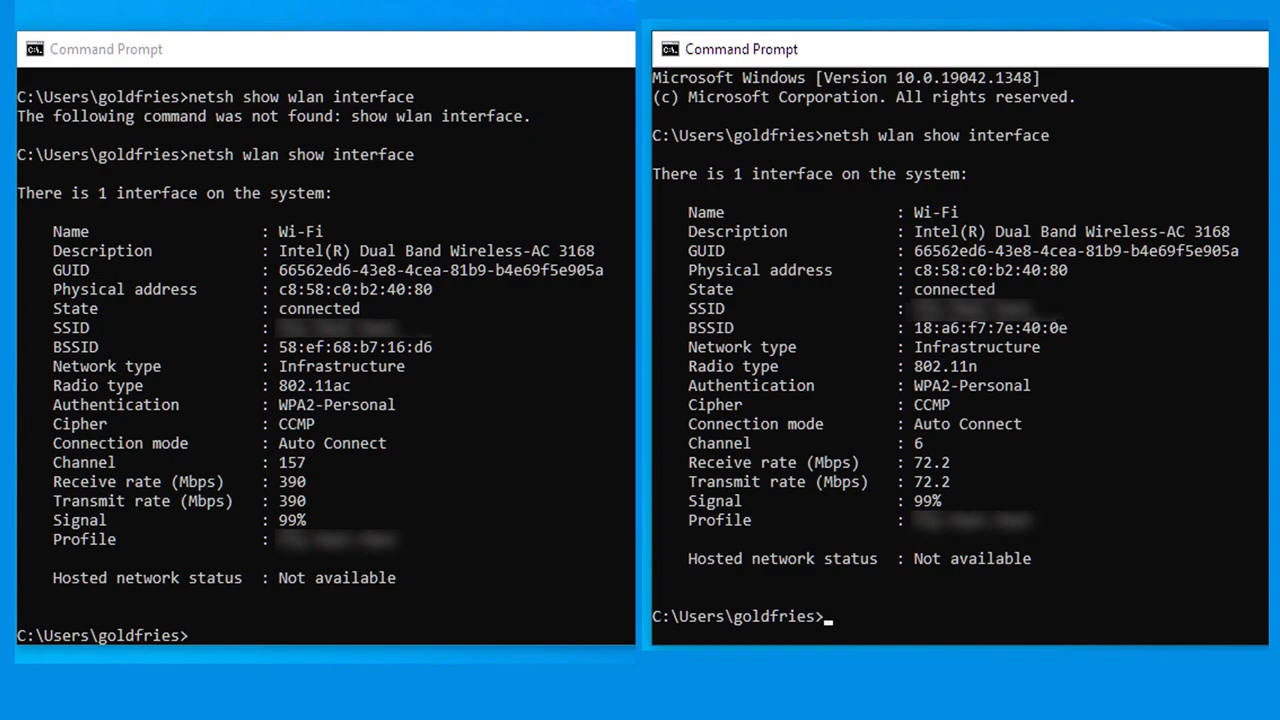 Command Prompt
C:\Users\goldfries>netsh show wlan interface
The following command was not found: show wlan interface.
C:\Users\goldfries>netsh wlan show interface
There is 1 interface on the system:
Name : Wi-Fi
Description : Intel(R) Dual Band Wireless-AC 3168
GUID : 66562ed6-43e8-4cea-81b9-b4e69f5e905a
Physical address : c8:58:c0:b2:40:80
State : connected
SSID :
BSSID : 58:ef:68:b7:16:d6
Network type : Infrastructure
Radio type : 802.11ac
Authentication : WPA2-Personal
Cipher : CCMP
Connection mode : Auto Connect
Channel : 157
Receive rate (Mbps) : 390
Transmit rate (Mbps) : 390
Signal : 99%
Profile :
Hosted network status : Not available
C:\Users\goldfries>
Command Prompt
Microsoft Windows [Version 10.0.19042.1348]
(c) Microsoft Corporation. All rights reserved.
C:\Users\goldfries>netsh wlan show interface
There is 1 interface on the system:
Name : Wi-Fi
Description : Intel(R) Dual Band Wireless-AC 3168
GUID : 66562ed6-43e8-4cea-81b9-b4e69f5e905a
Physical address : c8:58:c0:b2:40:80
State : connected
SSID :
BSSID : 18:a6:f7:7e:40:0e
Network type : Infrastructure
Radio type : 802.11n
Authentication : WPA2-Personal
Cipher : CCMP
Connection mode : Auto Connect
Channel : 6
Receive rate (Mbps) : 72.2
Transmit rate (Mbps) : 72.2
Signal : 99%
Profile :
Hosted network status : Not available
C:\Users\goldfries>